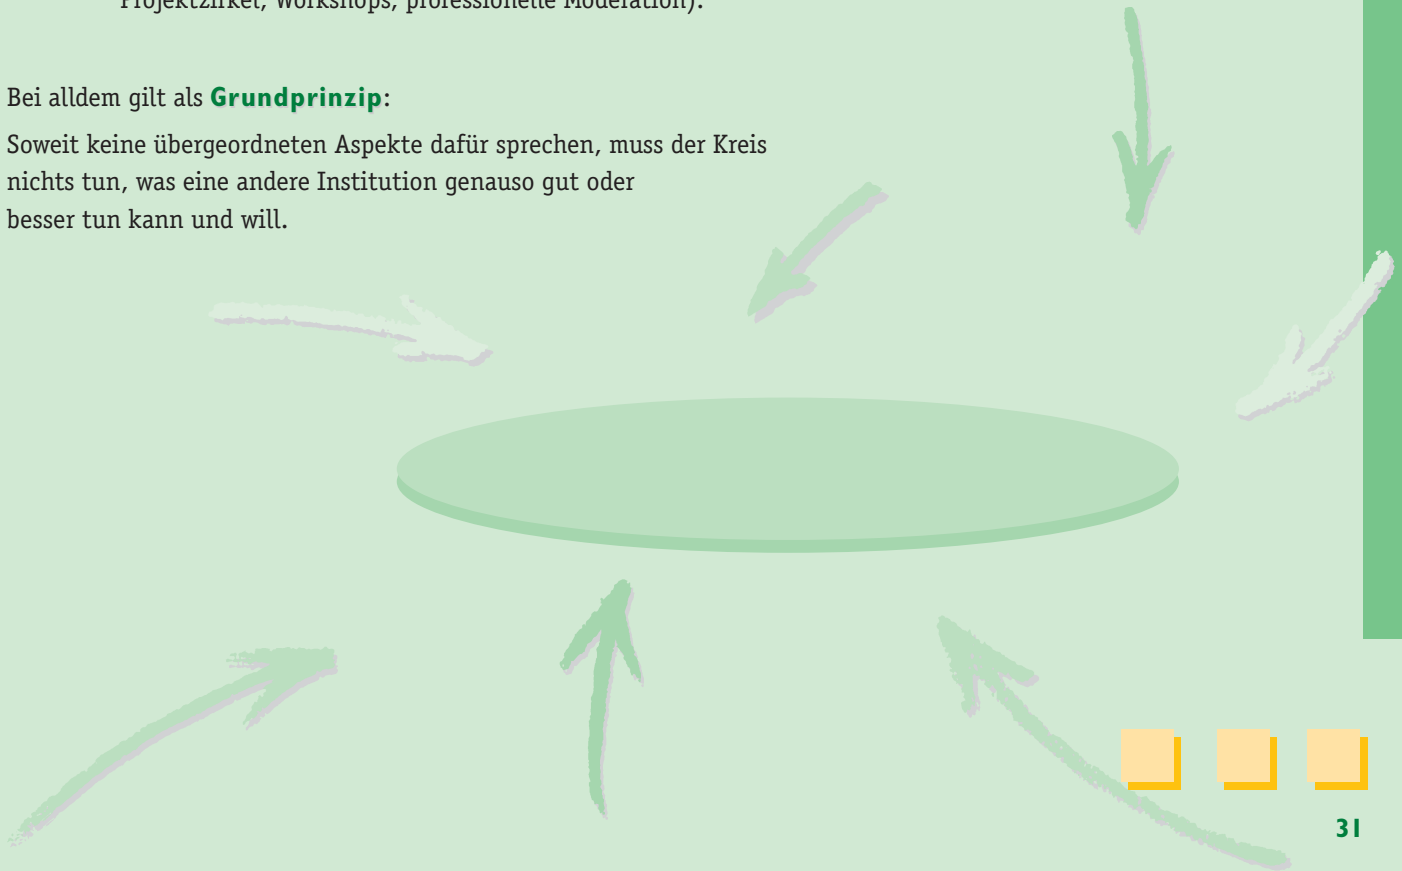 Projektzirkel, Workshops, professionelle Moderation).
Bei alldem gilt als Grundprinzip:
Soweit keine übergeordneten Aspekte dafür sprechen, muss der Kreis
nichts tun, was eine andere Institution genauso gut oder
besser tun kann und will.
31